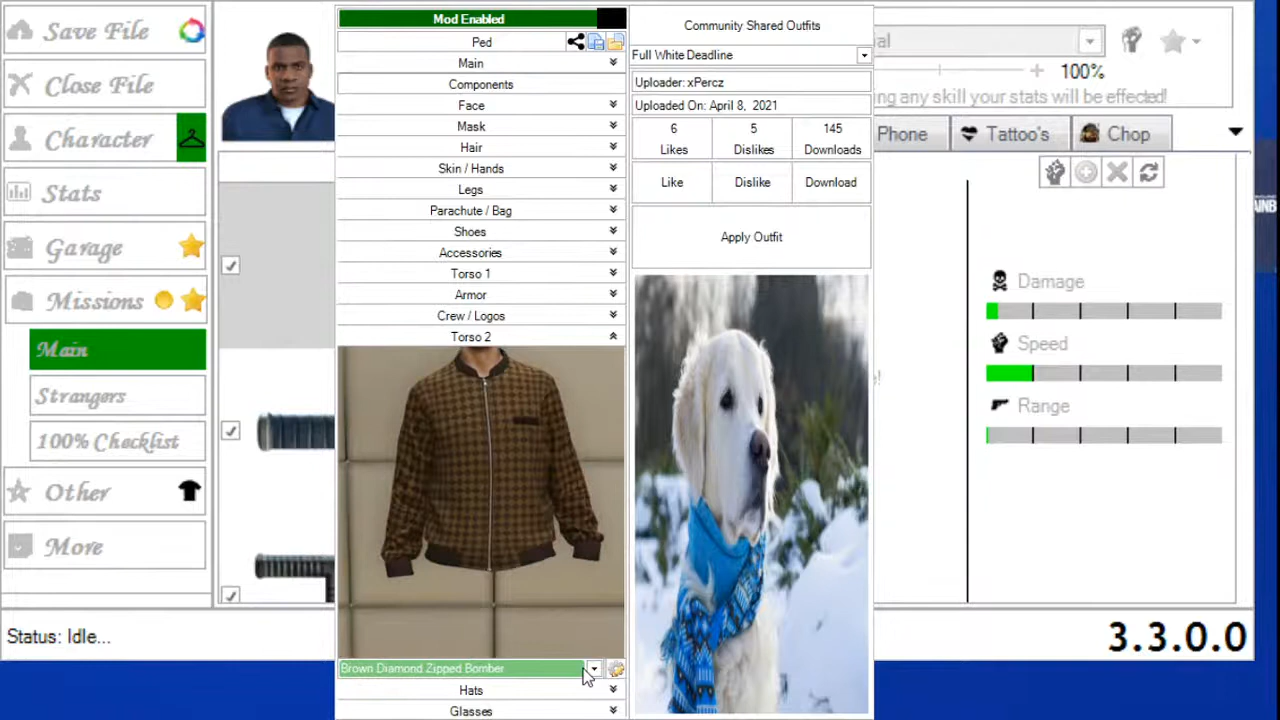 Save File
Close File
Character
Stats
Garage
Missions
Main
Strangers
100% Checklist
Other
More
Status: Idle...
Mod Enabled
Ped
Main
Components
Face
Mask
Hair
Skin / Hands
Legs
Parachute / Bag
Shoes
Accessories
Torso 1
Armor
Crew / Logos
Torso 2
Brown Diamond Zipped Bomber
Hats
Glasses
Community Shared Outfits
Full White Deadline
Uploader: xPercz
Uploaded On: April 8, 2021
6 5 145
Likes Dislikes Downloads
Like Dislike Download
Apply Outfit
al
100%
ing any skill your stats will be effected!
Phone Tattoo's Chop
Damage
Speed
Range
3.3.0.0